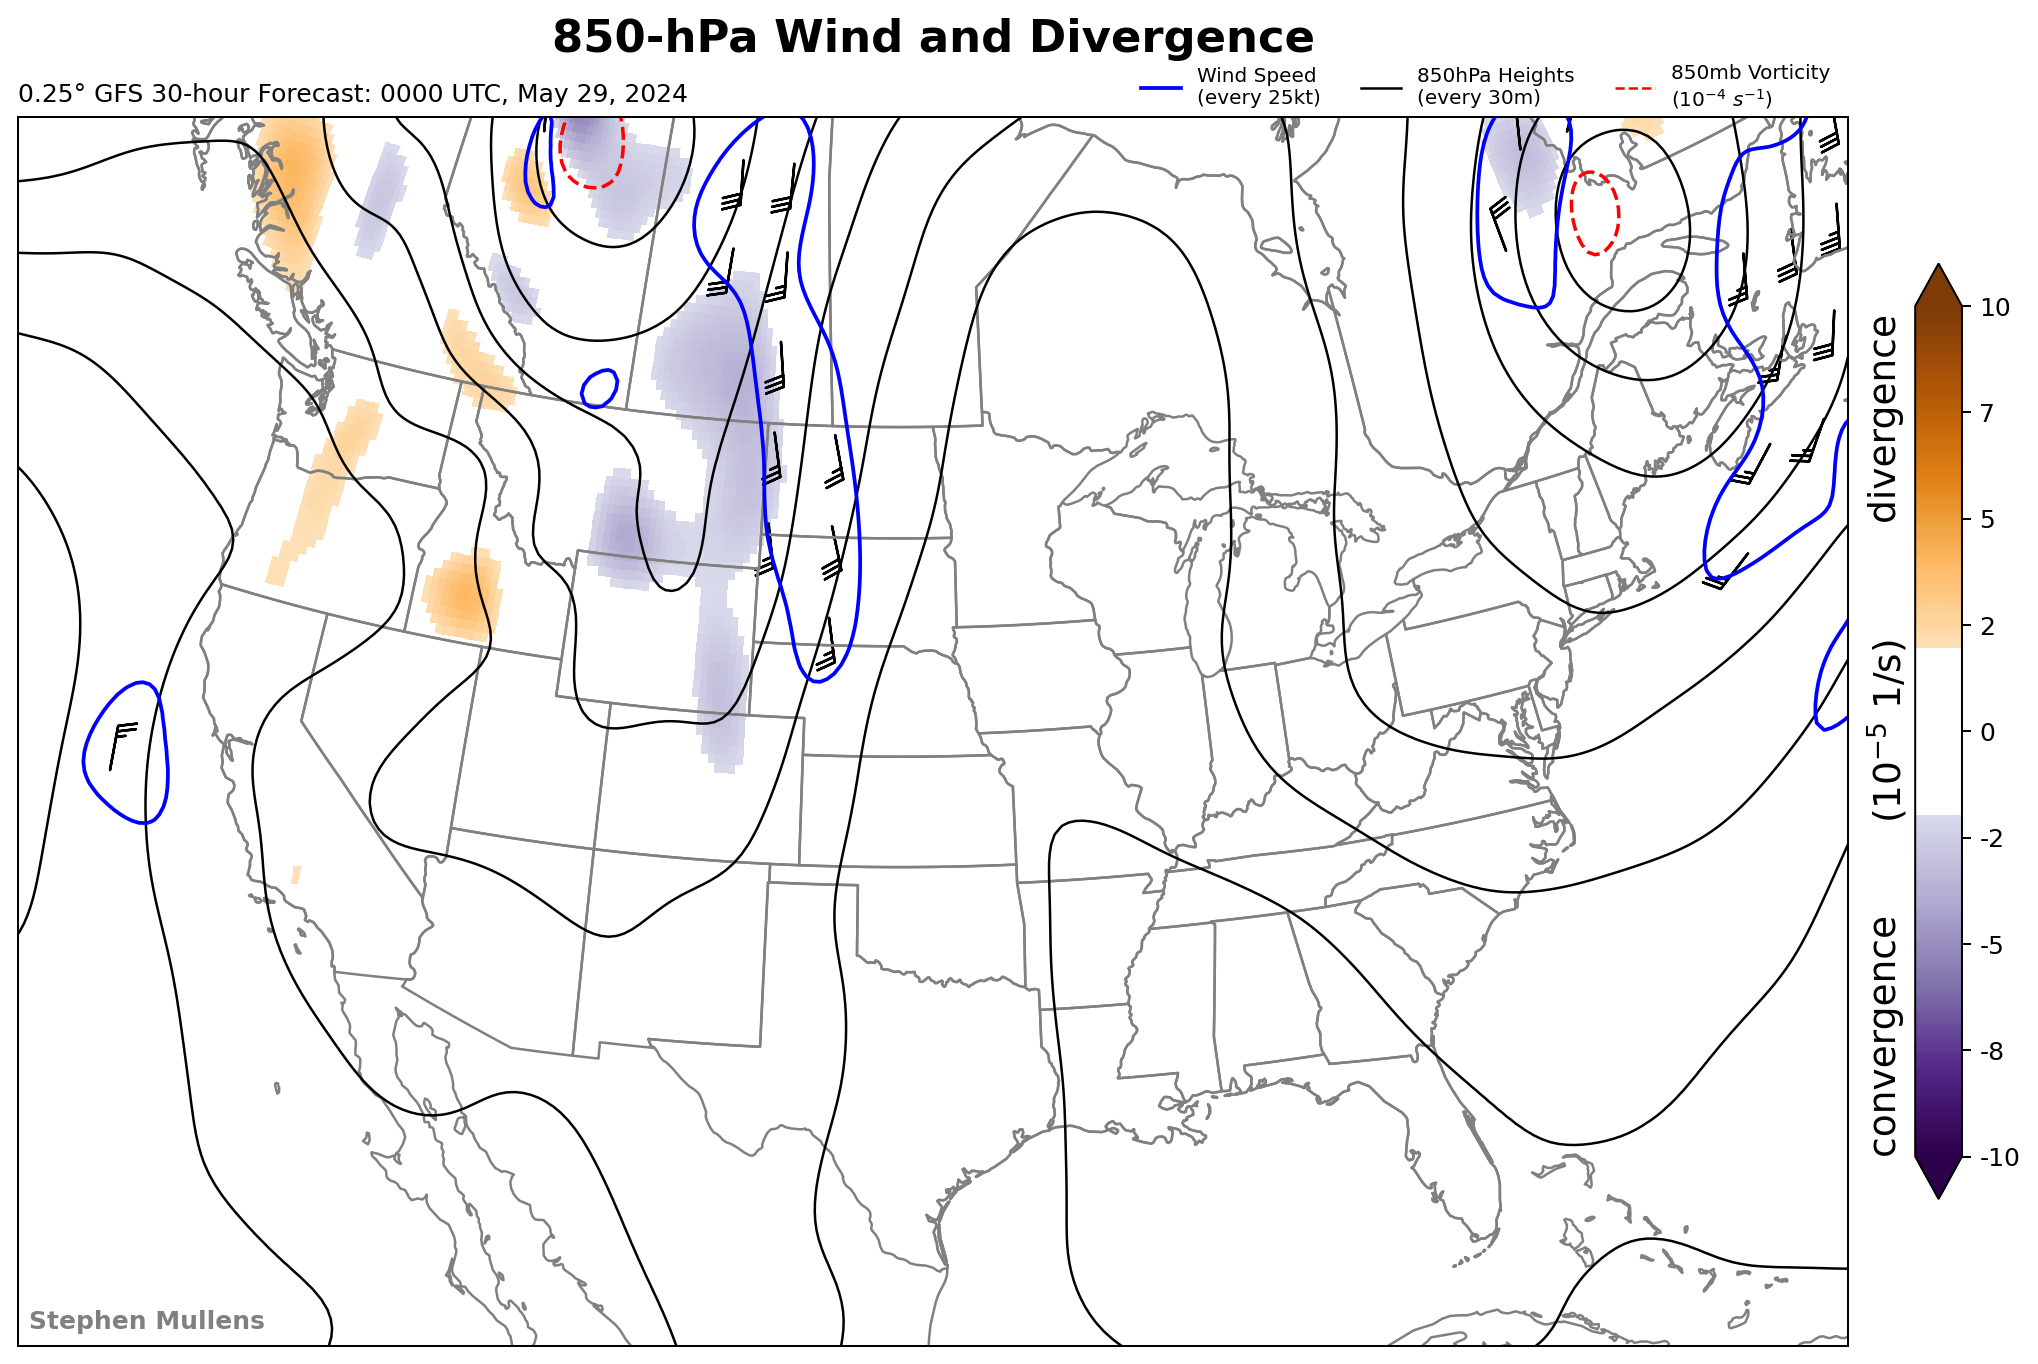 850-hPa Wind and Divergence
0.25° GFS 30-hour Forecast: 0000 UTC, May 29, 2024
Wind Speed
(every 25kt)
850hPa Heights
(every 30m)
850mb Vorticity
(10⁻⁴ s⁻¹)
10
7
5
2
0
-2
-5
-8
-10
convergence (10⁻⁵ 1/s) divergence
Stephen Mullens